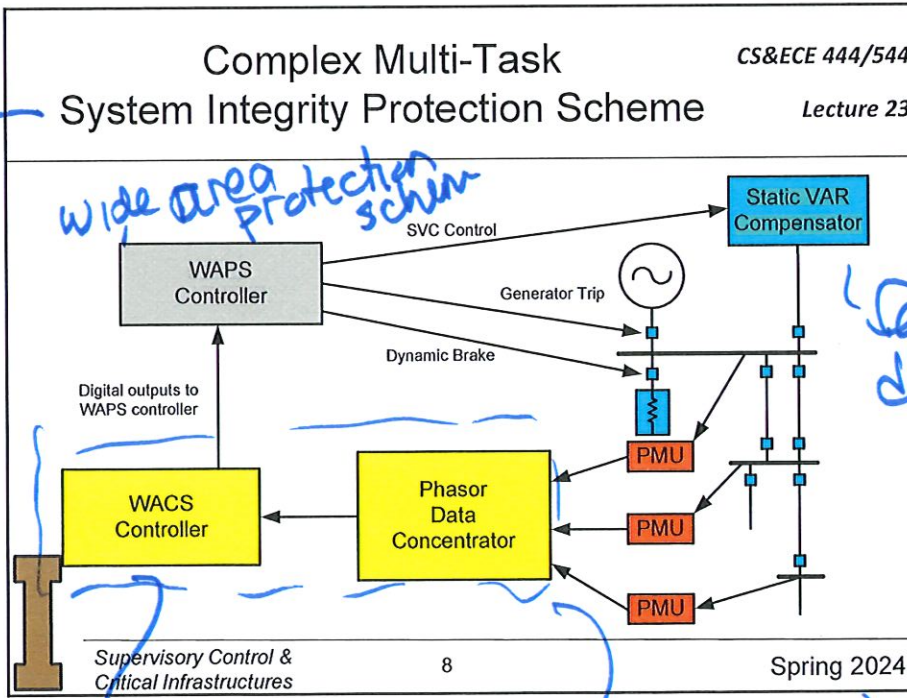 Complex Multi-Task
System Integrity Protection Scheme
CS&ECE 444/544
Lecture 23
wide area
protection
schem
SVC Control
Static VAR
Compensator
WAPS
Controller
Generator Trip
Dynamic Brake
Digital outputs to
WAPS controller
PMU
WACS
Controller
Phasor
Data
Concentrator
PMU
PMU
Supervisory Control &
Critical Infrastructures
8
Spring 2024